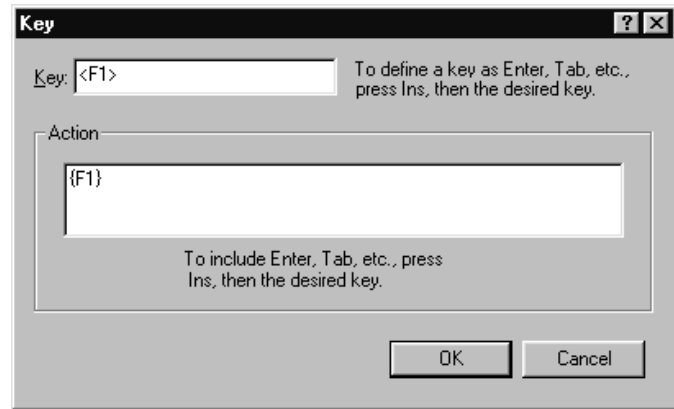 Key
Key: <F1>
To define a key as Enter, Tab, etc.,
press Ins, then the desired key.
Action
{F1}
To include Enter, Tab, etc., press
Ins, then the desired key.
OK Cancel